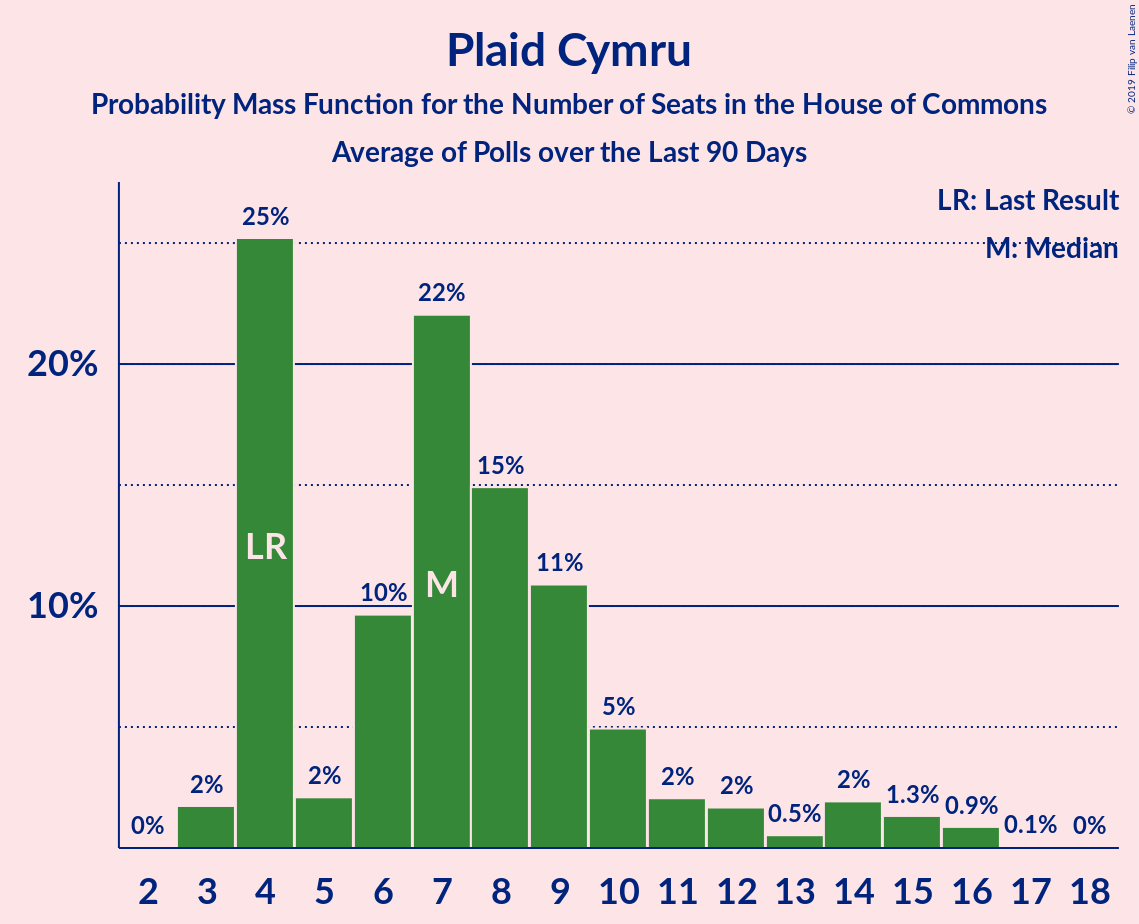 Plaid Cymru
Probability Mass Function for the Number of Seats in the House of Commons
Average of Polls over the Last 90 Days
© 2019 Filip van Laenen
LR: Last Result
M: Median
25%
22%
20%
15%
11%
10%
10%
5%
2%
2%
2%
2%
2%
1.3%
0.9%
0.5%
0.1%
0%
0%
LR
M
2 3 4 5 6 7 8 9 10 11 12 13 14 15 16 17 18